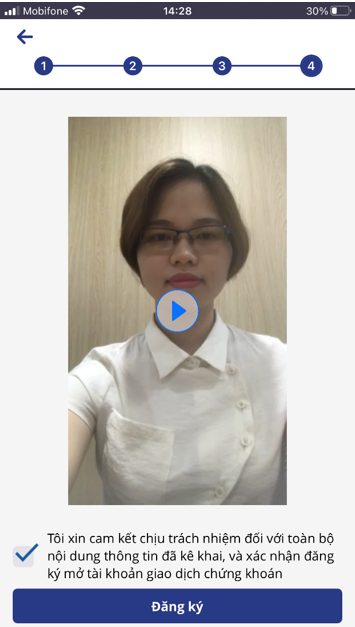 Mobifone 14:28 30%
1 2 3 4
Tôi xin cam kết chịu trách nhiệm đối với toàn bộ
nội dung thông tin đã kê khai, và xác nhận đăng
ký mở tài khoản giao dịch chứng khoán
Đăng ký